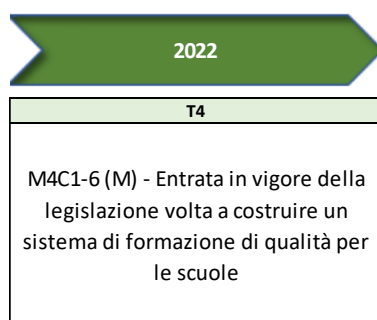 2022
T4
M4C1-6 (M) - Entrata in vigore della
legislazione volta a costruire un
sistema di formazione di qualità per
le scuole